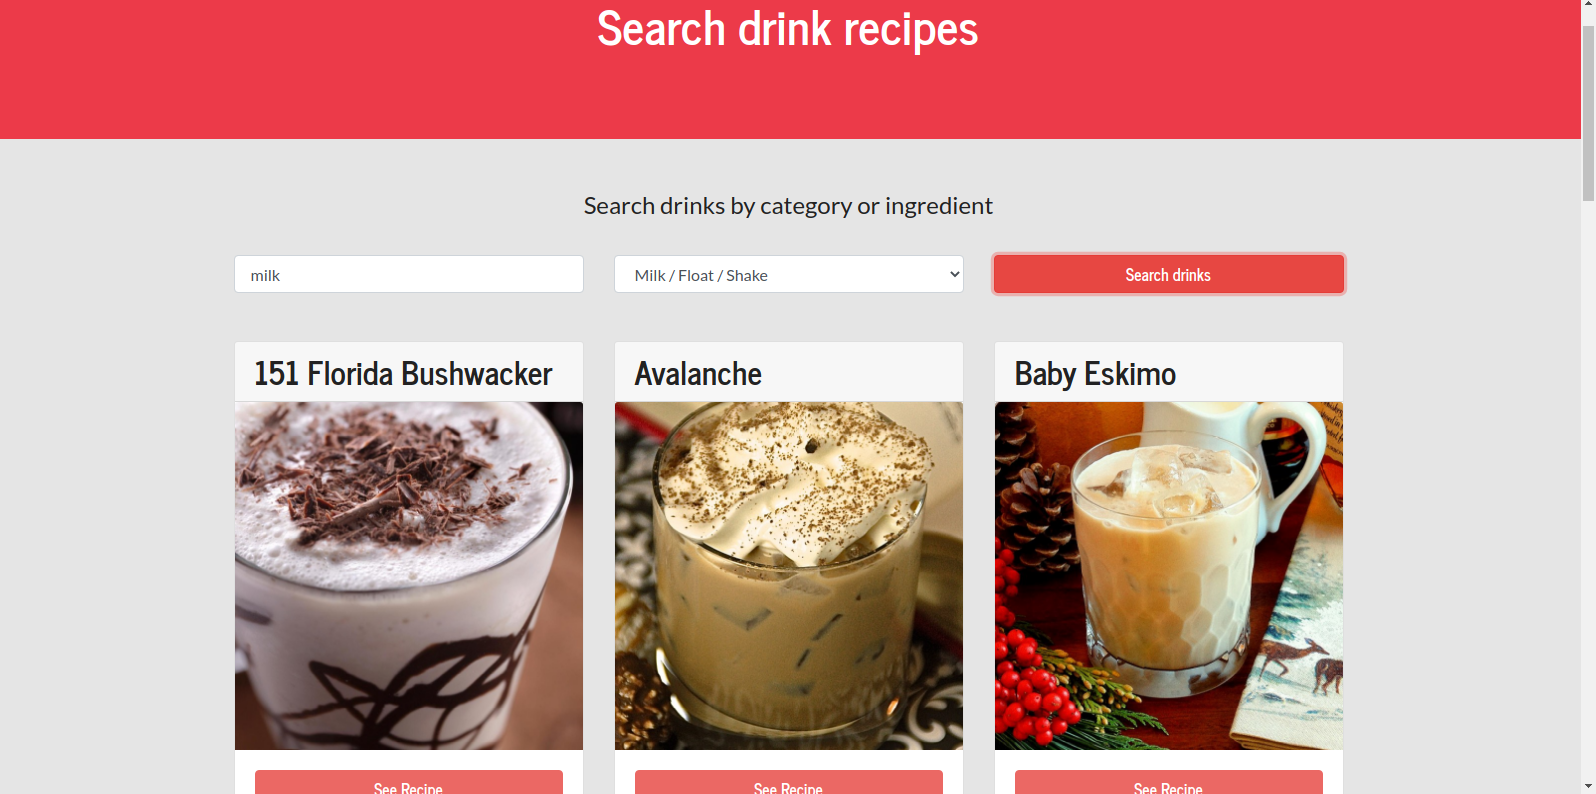 Search drink recipes
Search drinks by category or ingredient
milk
Milk / Float / Shake
Search drinks
151 Florida Bushwacker
Avalanche
Baby Eskimo
See Recipe
See Recipe
See Recipe